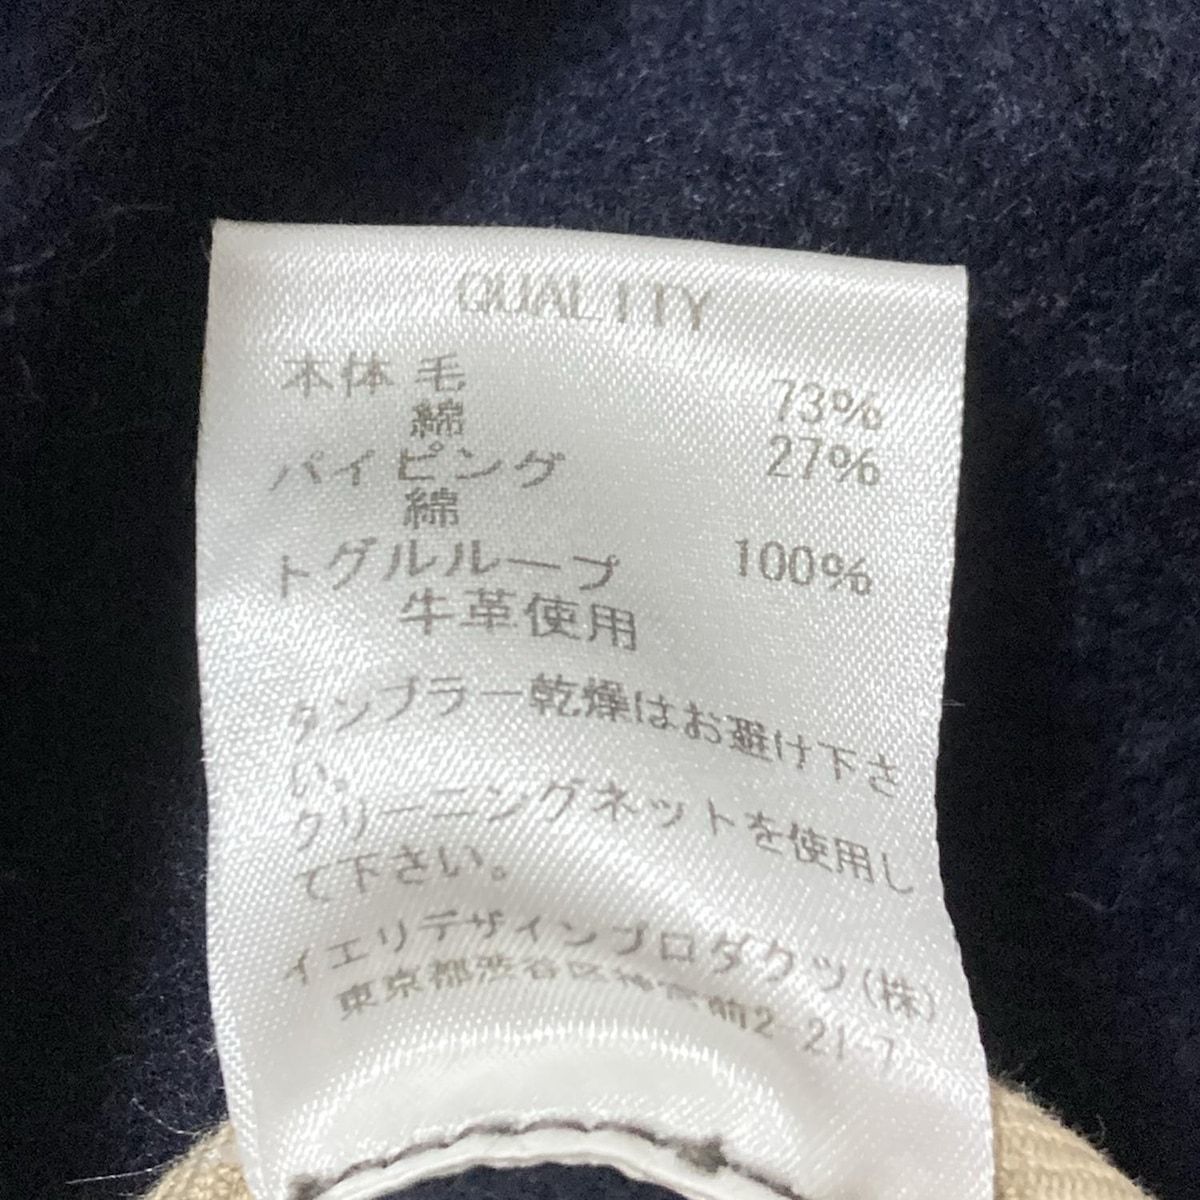 QUALITY
本体 毛 73%
綿 27%
パイピング
綿 100%
トグルループ
牛革使用
タンブラー乾燥はお避け下さ
い。
クリーニングネットを使用し
て下さい。
イエリデザインプロダクツ(株)
東京都渋谷区神宮前2-21-7